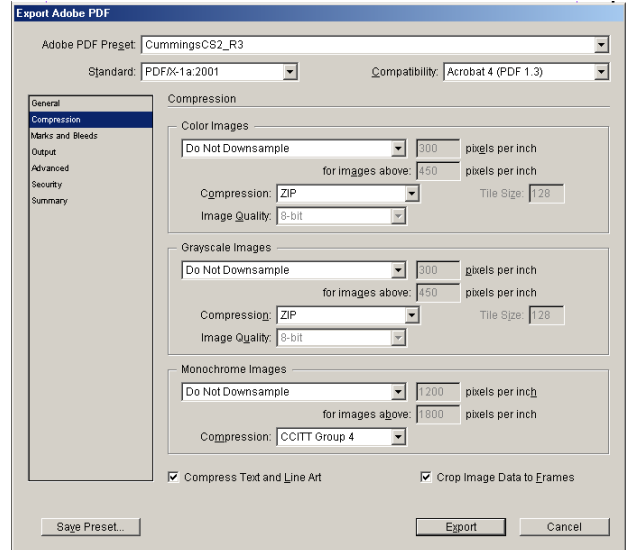 Export Adobe PDF
Adobe PDF Preset: CummingsCS2_R3
Standard: PDF/X-1a:2001 Compatibility: Acrobat 4 (PDF 1.3)
General
Compression
Marks and Bleeds
Output
Advanced
Security
Summary
Compression
Color Images
Do Not Downsample 300 pixels per inch
for images above: 450 pixels per inch
Compression: ZIP Tile Size: 128
Image Quality: 8-bit
Grayscale Images
Do Not Downsample 300 pixels per inch
for images above: 450 pixels per inch
Compression: ZIP Tile Size: 128
Image Quality: 8-bit
Monochrome Images
Do Not Downsample 1200 pixels per inch
for images above: 1800 pixels per inch
Compression: CCITT Group 4
Compress Text and Line Art Crop Image Data to Frames
Save Preset... Export Cancel